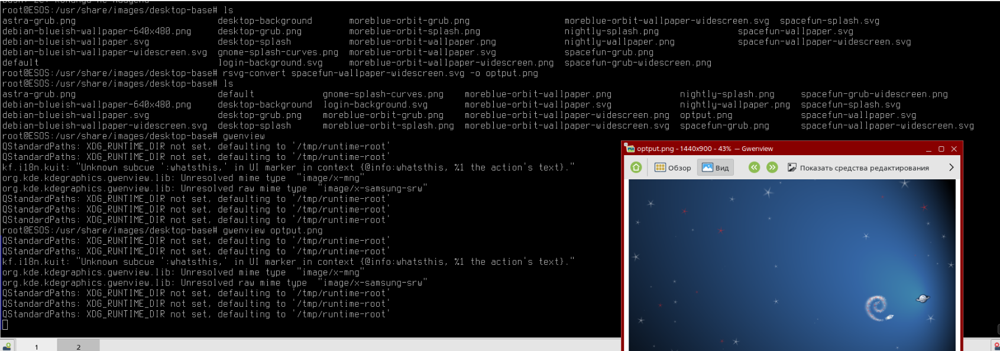 root@ESOS:/usr/share/images/desktop-base# ls
astra-grub.png desktop-background moreblue-orbit-grub.png moreblue-orbit-wallpaper-widescreen.svg spacefun-splash.svg
debian-blueish-wallpaper-640x480.png desktop-grub.png moreblue-orbit-splash.png nightly-splash.png spacefun-wallpaper.svg
debian-blueish-wallpaper.svg desktop-splash moreblue-orbit-wallpaper.png nightly-wallpaper.png spacefun-wallpaper-widescreen.svg
debian-blueish-wallpaper-widescreen.svg gnome-splash-curves.png moreblue-orbit-wallpaper.svg spacefun-grub.png
default login-background.svg moreblue-orbit-wallpaper-widescreen.png spacefun-grub-widescreen.png
root@ESOS:/usr/share/images/desktop-base# rsvg-convert spacefun-wallpaper-widescreen.svg -o optput.png
root@ESOS:/usr/share/images/desktop-base# ls
astra-grub.png default gnome-splash-curves.png moreblue-orbit-wallpaper.png nightly-splash.png spacefun-grub-widescreen.png
debian-blueish-wallpaper-640x480.png desktop-background login-background.svg moreblue-orbit-wallpaper.svg nightly-wallpaper.png spacefun-splash.svg
debian-blueish-wallpaper.svg desktop-grub.png moreblue-orbit-grub.png moreblue-orbit-wallpaper-widescreen.png optput.png spacefun-wallpaper.svg
debian-blueish-wallpaper-widescreen.svg desktop-splash moreblue-orbit-splash.png moreblue-orbit-wallpaper-widescreen.svg spacefun-grub.png spacefun-wallpaper-widescreen.svg
root@ESOS:/usr/share/images/desktop-base# gwenview
QStandardPaths: XDG_RUNTIME_DIR not set, defaulting to '/tmp/runtime-root'
QStandardPaths: XDG_RUNTIME_DIR not set, defaulting to '/tmp/runtime-root'
kf.i18n.kuit: "Unknown subcue ':whatsthis,' in UI marker in context {@info:whatsthis, %1 the action's text}."
org.kde.kdegraphics.gwenview.lib: Unresolved mime type "image/x-mng"
org.kde.kdegraphics.gwenview.lib: Unresolved raw mime type "image/x-samsung-srw"
QStandardPaths: XDG_RUNTIME_DIR not set, defaulting to '/tmp/runtime-root'
QStandardPaths: XDG_RUNTIME_DIR not set, defaulting to '/tmp/runtime-root'
QStandardPaths: XDG_RUNTIME_DIR not set, defaulting to '/tmp/runtime-root'
root@ESOS:/usr/share/images/desktop-base# gwenview optput.png
QStandardPaths: XDG_RUNTIME_DIR not set, defaulting to '/tmp/runtime-root'
QStandardPaths: XDG_RUNTIME_DIR not set, defaulting to '/tmp/runtime-root'
kf.i18n.kuit: "Unknown subcue ':whatsthis,' in UI marker in context {@info:whatsthis, %1 the action's text}."
org.kde.kdegraphics.gwenview.lib: Unresolved mime type "image/x-mng"
org.kde.kdegraphics.gwenview.lib: Unresolved raw mime type "image/x-samsung-srw"
QStandardPaths: XDG_RUNTIME_DIR not set, defaulting to '/tmp/runtime-root'
QStandardPaths: XDG_RUNTIME_DIR not set, defaulting to '/tmp/runtime-root'
QStandardPaths: XDG_RUNTIME_DIR not set, defaulting to '/tmp/runtime-root'
optput.png - 1440x900 - 43% — Gwenview
Обзор Вид Показать средства редактирования
1 2